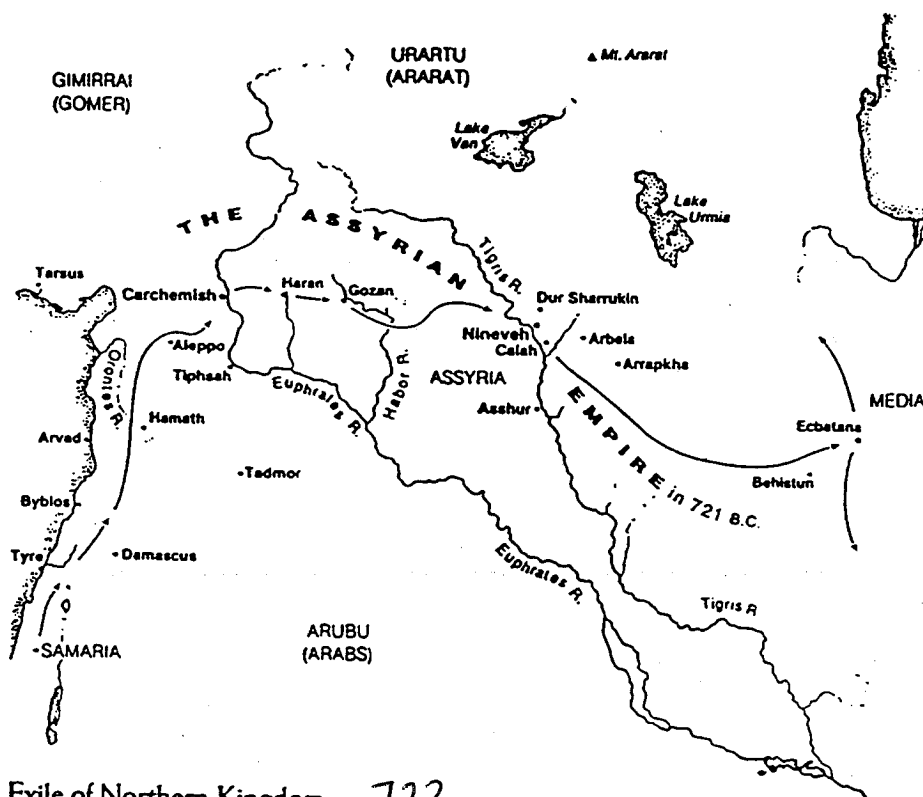 URARTU
(ARARAT)
Mt. Ararat
GIMIRRAI
(GOMER)
Lake
Van
Lake
Urmia
THE ASSYRIAN
Tigris R.
Tarsus
Carchemish
Haran
Gozan
Dur Sharrukin
Nineveh
Calah
Arbela
Aleppo
Arrapkha
Orontes R.
Tiphsah
Euphrates R.
Habor R.
ASSYRIA
Asshur
EMPIRE in 721 B.C.
MEDIA
Ecbatana
Hamath
Arvad
Tadmor
Behistun
Byblos
Tyre
Damascus
Euphrates R.
Tigris R
ARUBU
(ARABS)
SAMARIA
Exile of Northern Kingdom 722